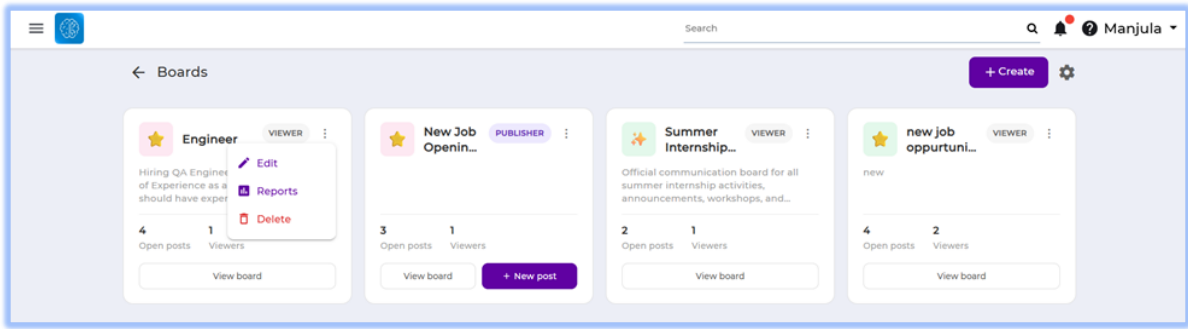 Search
Manjula
Boards
+ Create
Engineer
VIEWER
Edit
Reports
Delete
Hiring QA Engine
of Experience as a
should have exper
4
1
Open posts
Viewers
View board
New Job
Openin...
PUBLISHER
3
1
Open posts
Viewers
View board
+ New post
Summer
Internship...
VIEWER
Official communication board for all
summer internship activities,
announcements, workshops, and...
2
1
Open posts
Viewers
View board
new job
oppurtuni...
VIEWER
new
4
2
Open posts
Viewers
View board